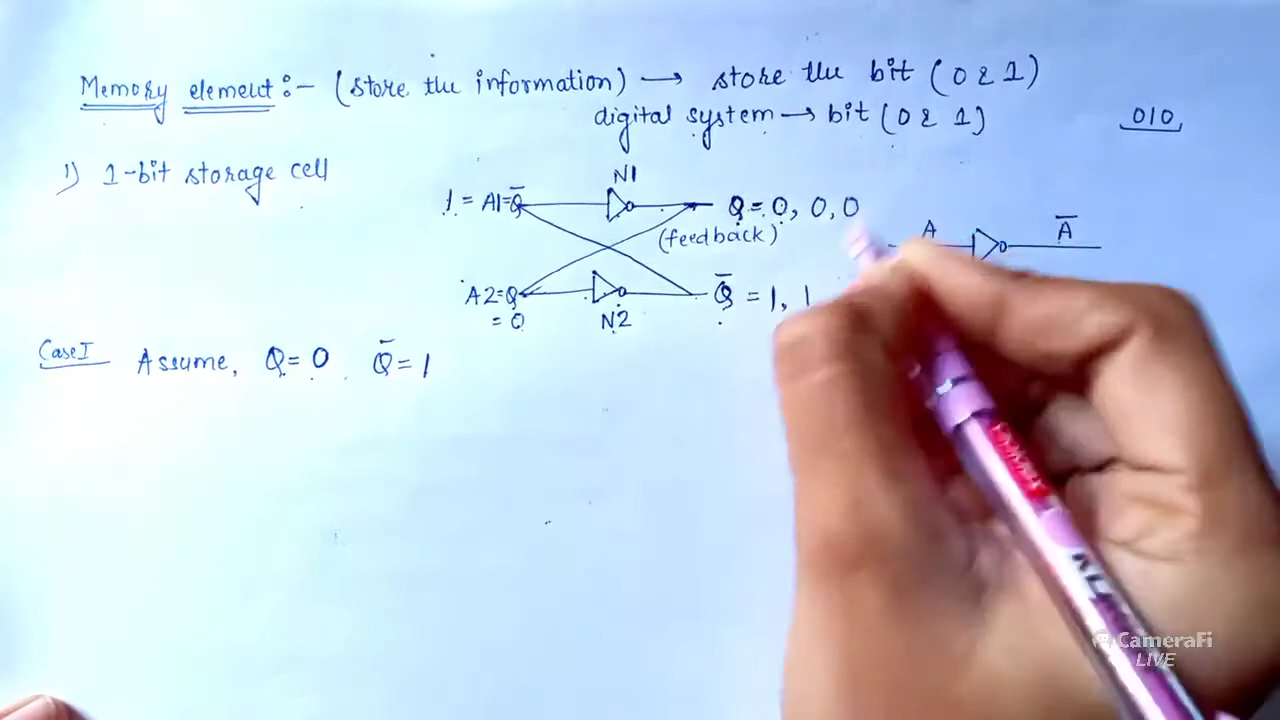 Memory element :- (store the information) → store the bit (0 & 1)
digital system → bit (0 & 1)
010
1) 1-bit storage cell
N1
1 = A1 = Q̅
Q = 0, 0, 0
(feedback)
A
A̅
A2 = Q
= 0
N2
Q̅ = 1, 1
Case I Assume, Q = 0 Q̅ = 1
CameraFi
LIVE